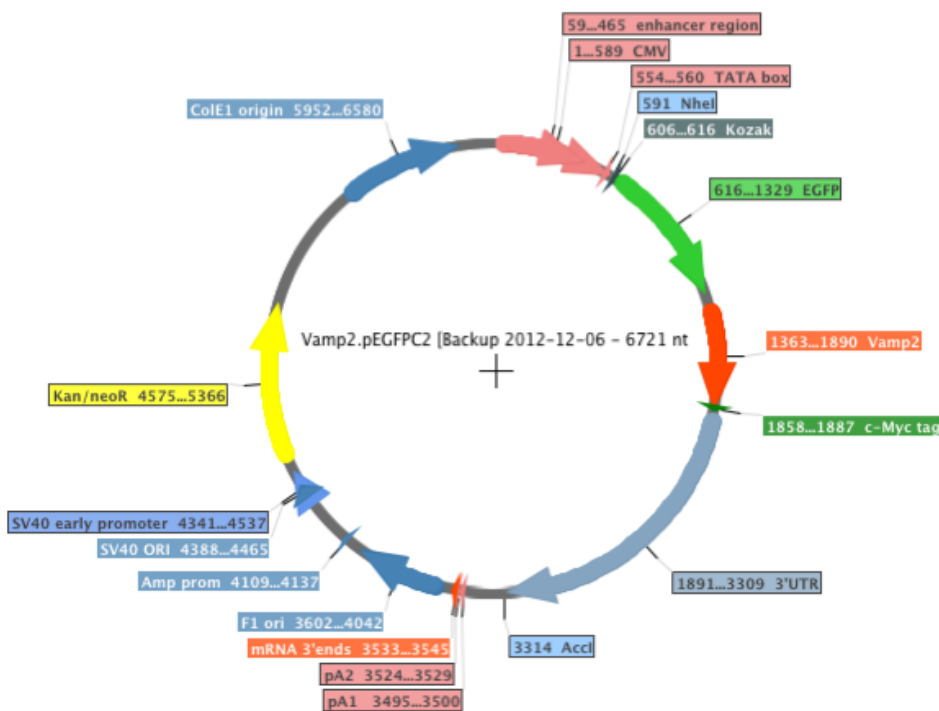 59...465 enhancer region
1...589 CMV
554...560 TATA box
591 NheI
606...616 Kozak
ColE1 origin 5952...6580
616...1329 EGFP
Vamp2.pEGFPC2 [Backup 2012-12-06 - 6721 nt
1363...1890 Vamp2
Kan/neoR 4575...5366
1858...1887 c-Myc tag
SV40 early promoter 4341...4537
SV40 ORI 4388...4465
Amp prom 4109...4137
1891...3309 3'UTR
F1 ori 3602...4042
mRNA 3'ends 3533...3545
3314 AccI
pA2 3524...3529
pA1 3495...3500